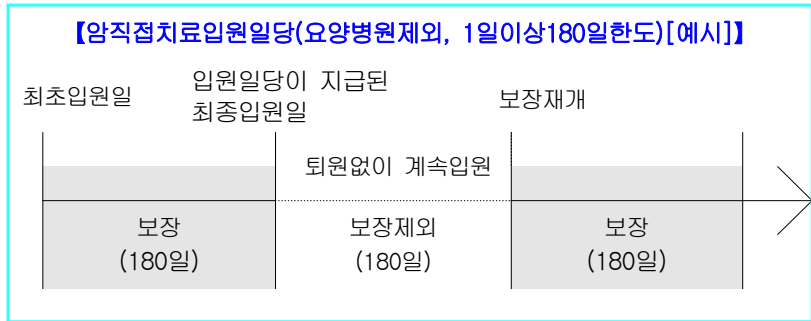 【암직접치료입원일당(요양병원제외, 1일이상180일한도)[예시]】
최초입원일
입원일당이 지급된
최종입원일
보장재개
퇴원없이 계속입원
보장
(180일)
보장제외
(180일)
보장
(180일)